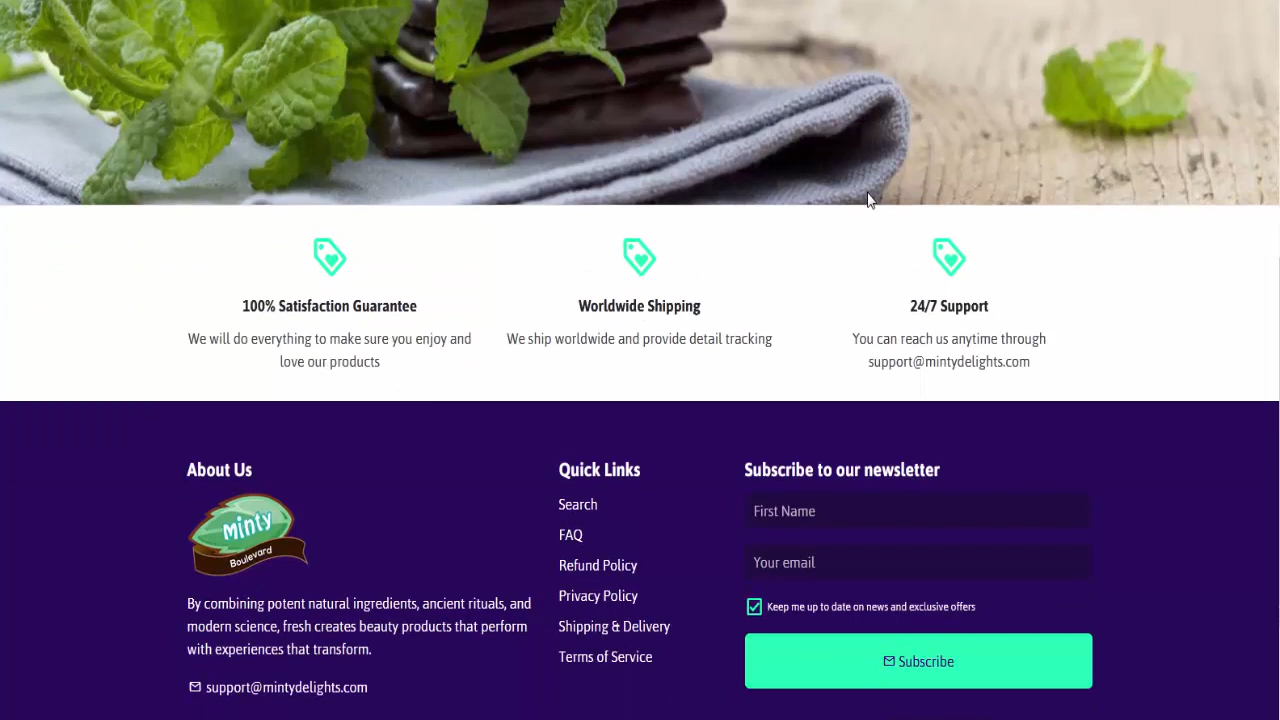 100% Satisfaction Guarantee
We will do everything to make sure you enjoy and
love our products
Worldwide Shipping
We ship worldwide and provide detail tracking
24/7 Support
You can reach us anytime through
support@mintydelights.com
About Us
Minty
Boulevard
By combining potent natural ingredients, ancient rituals, and
modern science, fresh creates beauty products that perform
with experiences that transform.
support@mintydelights.com
Quick Links
Search
FAQ
Refund Policy
Privacy Policy
Shipping & Delivery
Terms of Service
Subscribe to our newsletter
First Name
Your email
Keep me up to date on news and exclusive offers
Subscribe